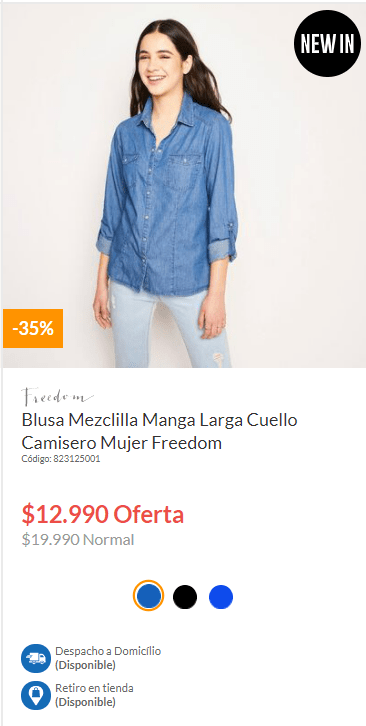 NEW IN
-35%
Freedom
Blusa Mezclilla Manga Larga Cuello
Camisero Mujer Freedom
Código: 823125001
$12.990 Oferta
$19.990 Normal
Despacho a Domicílio
(Disponible)
Retiro en tienda
(Disponible)